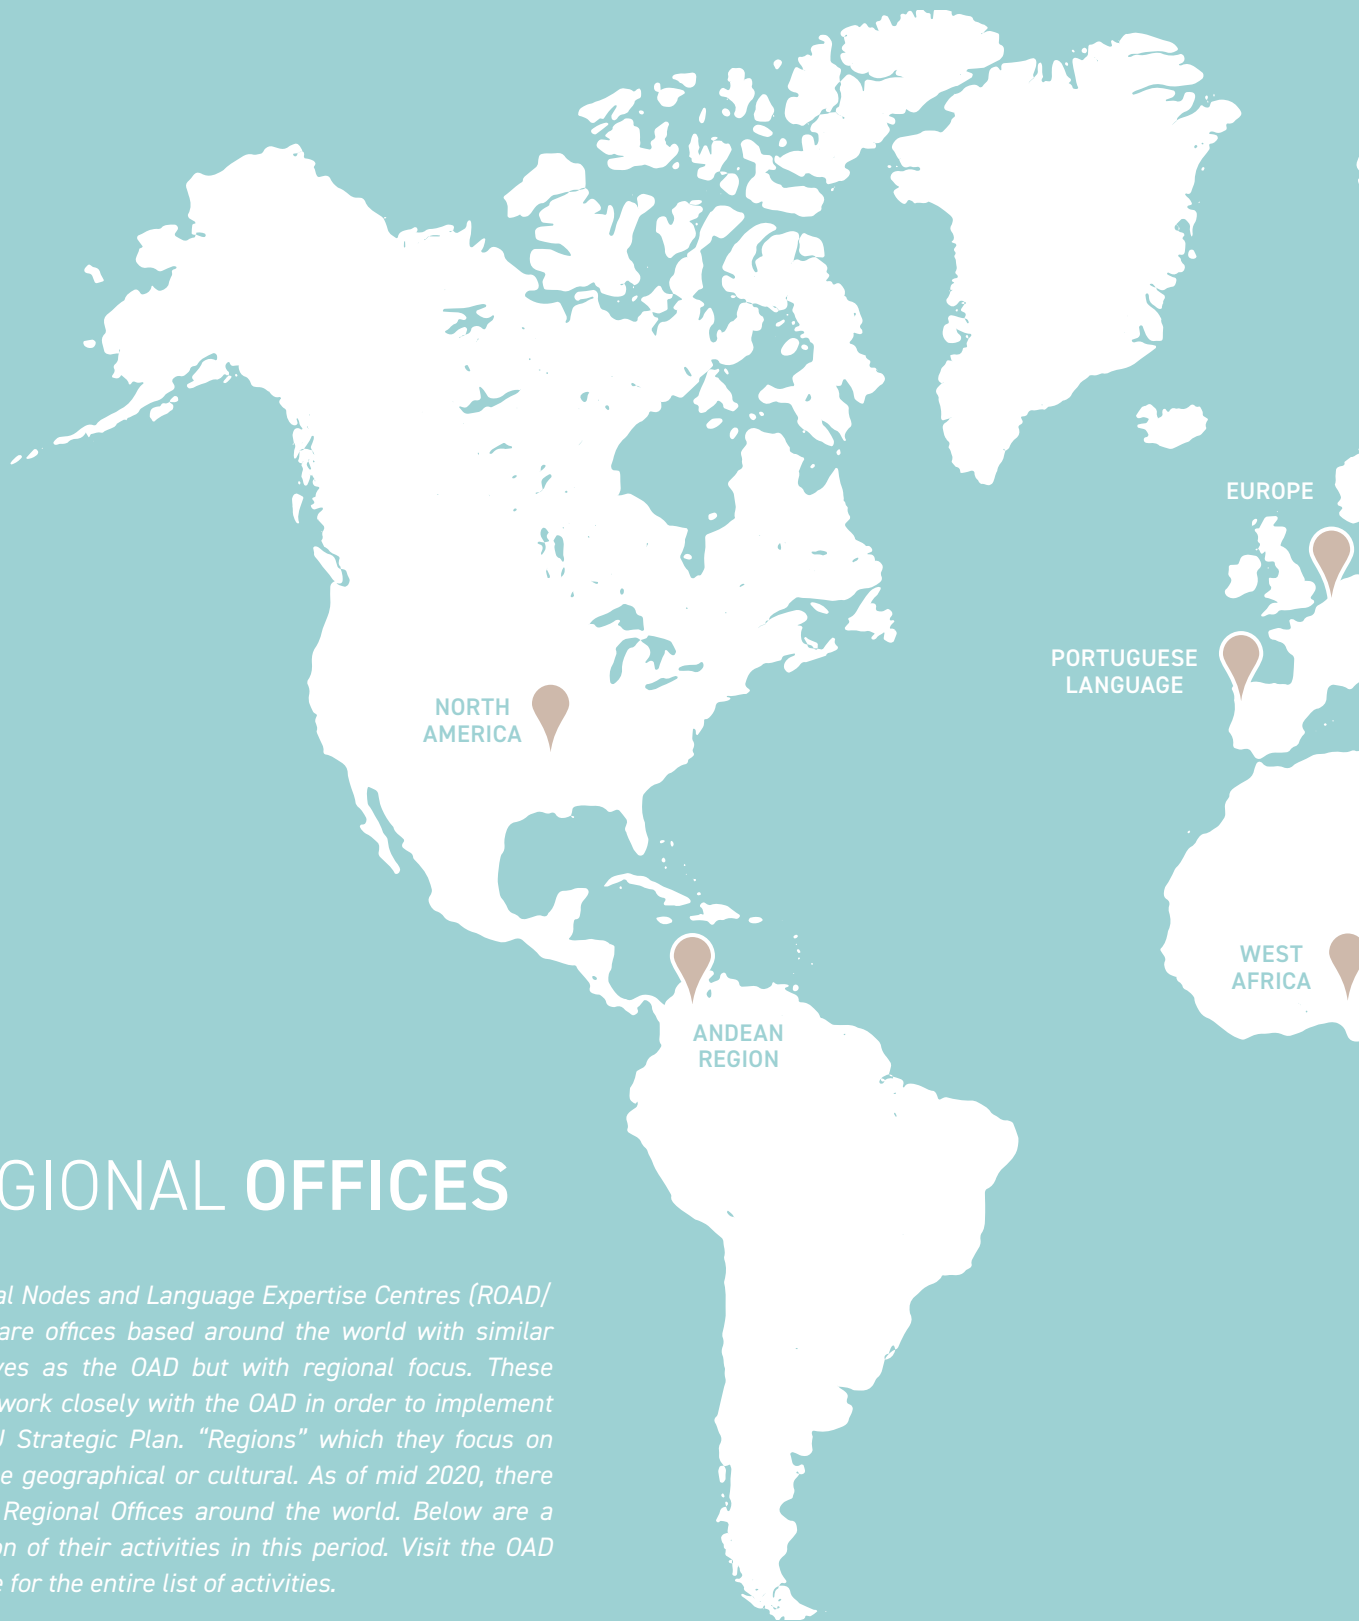 EUROPE
PORTUGUESE
LANGUAGE
NORTH
AMERICA
WEST
AFRICA
ANDEAN
REGION
GIONAL OFFICES
al Nodes and Language Expertise Centres (ROAD/
are offices based around the world with similar
ves as the OAD but with regional focus. These
work closely with the OAD in order to implement
U Strategic Plan. “Regions” which they focus on
e geographical or cultural. As of mid 2020, there
Regional Offices around the world. Below are a
on of their activities in this period. Visit the OAD
e for the entire list of activities.